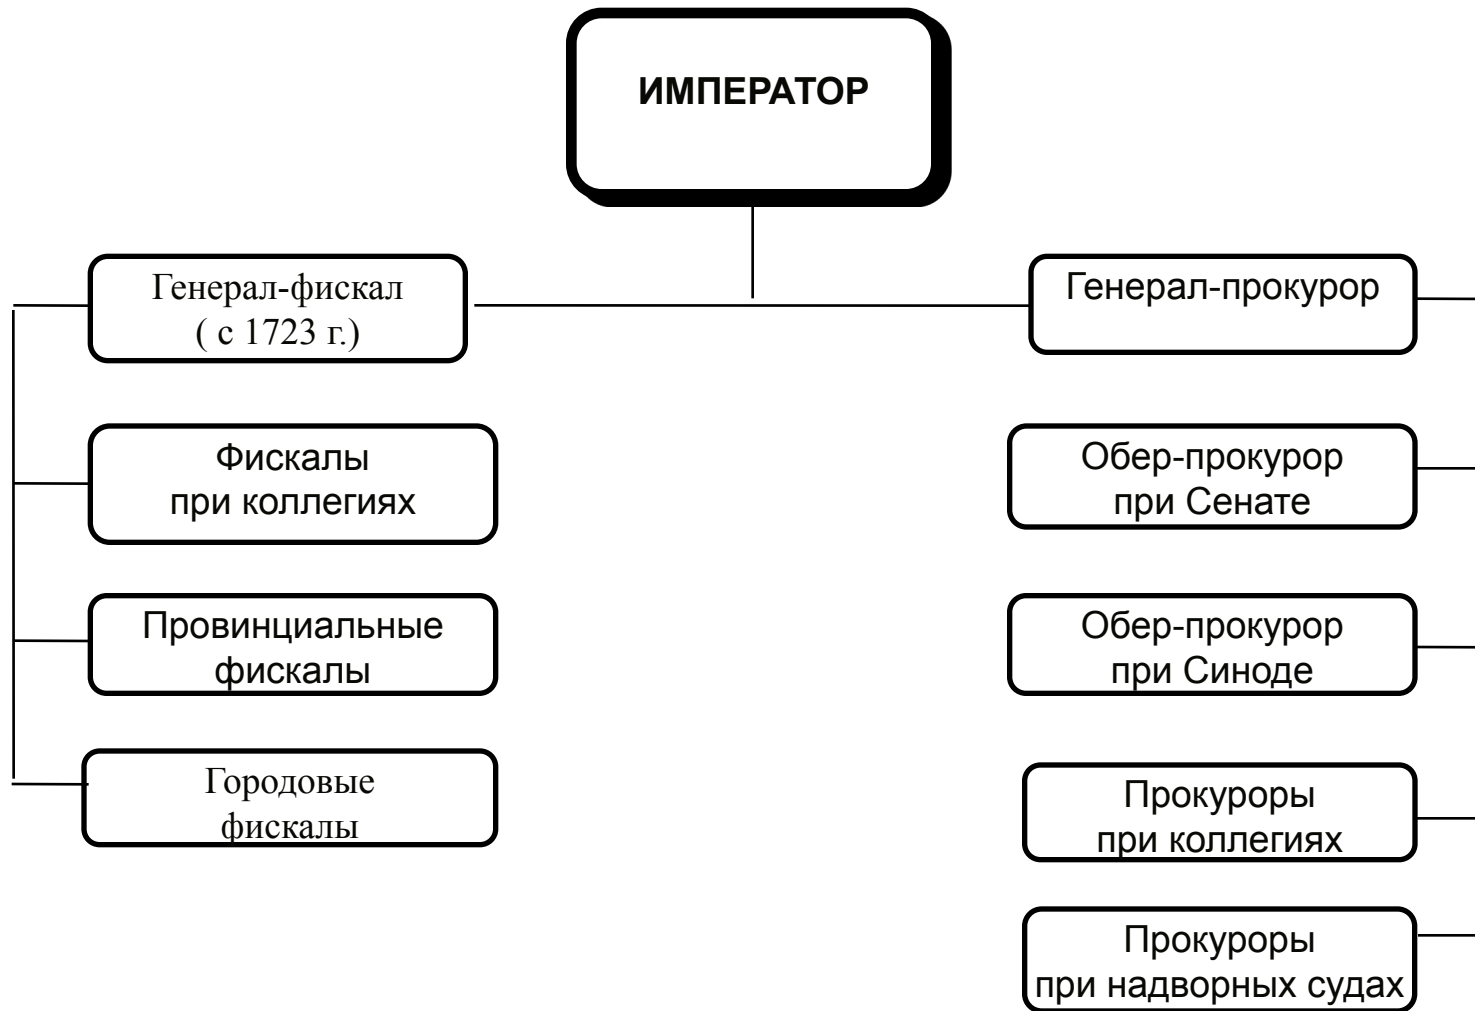 ИМПЕРАТОР
Генерал-фискал
( с 1723 г.)
Фискалы
при коллегиях
Провинциальные
фискалы
Городовые
фискалы
Генерал-прокурор
Обер-прокурор
при Сенате
Обер-прокурор
при Синоде
Прокуроры
при коллегиях
Прокуроры
при надворных судах